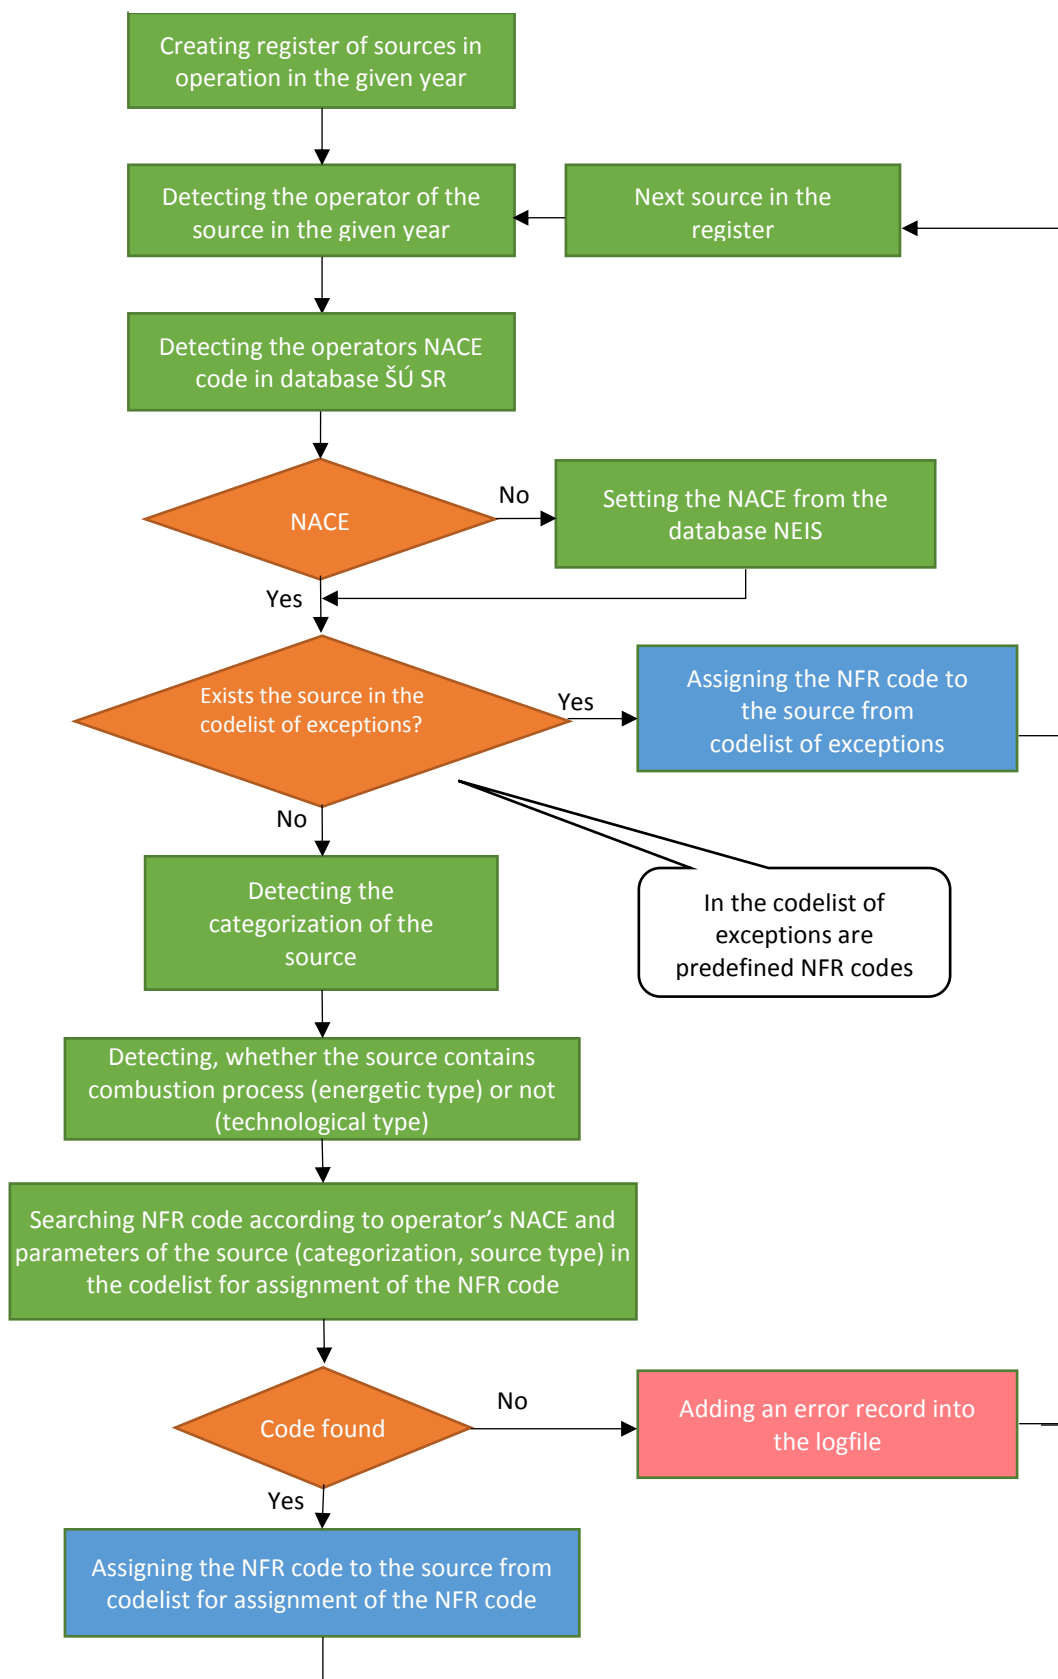 Creating register of sources in
operation in the given year
Detecting the operator of the
source in the given year
Next source in the
register
Detecting the operators NACE
code in database ŠÚ SR
NACE
No
Setting the NACE from the
database NEIS
Yes
Exists the source in the
codelist of exceptions?
Yes
Assigning the NFR code to
the source from
codelist of exceptions
No
Detecting the
categorization of the
source
In the codelist of
exceptions are
predefined NFR codes
Detecting, whether the source contains
combustion process (energetic type) or not
(technological type)
Searching NFR code according to operator’s NACE and
parameters of the source (categorization, source type) in
the codelist for assignment of the NFR code
Code found
No
Adding an error record into
the logfile
Yes
Assigning the NFR code to the source from
codelist for assignment of the NFR code